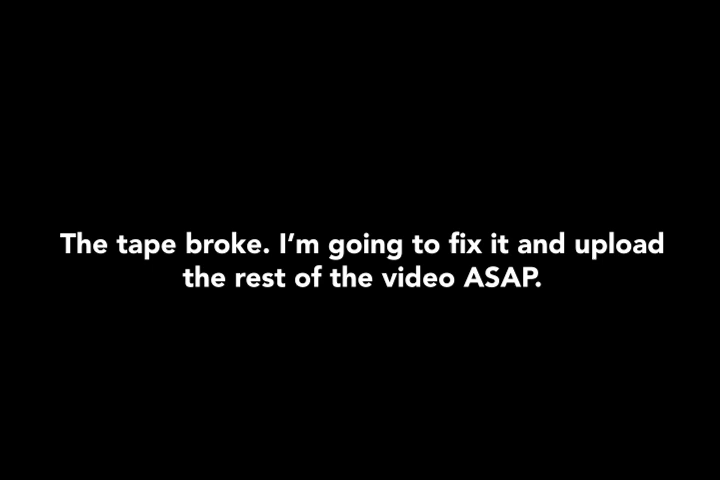 The tape broke. I’m going to fix it and upload
the rest of the video ASAP.